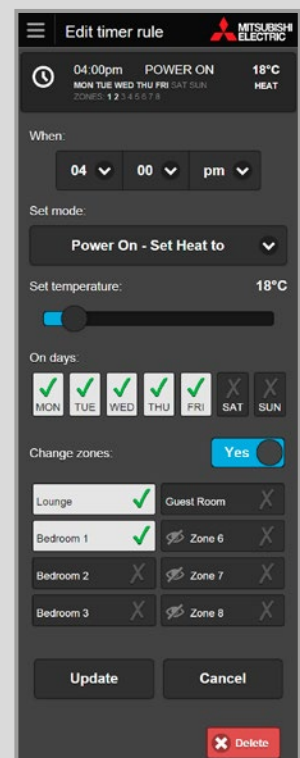 Edit timer rule
MITSUBISHI
ELECTRIC
04:00pm POWER ON 18°C
MON TUE WED THU FRI SAT SUN HEAT
ZONES: 1 2 3 4 5 6 7 8
When:
04 00 pm
Set mode:
Power On - Set Heat to
Set temperature: 18°C
On days:
MON TUE WED THU FRI SAT SUN
Change zones: Yes
Lounge Guest Room
Bedroom 1 Zone 6
Bedroom 2 Zone 7
Bedroom 3 Zone 8
Update Cancel
Delete